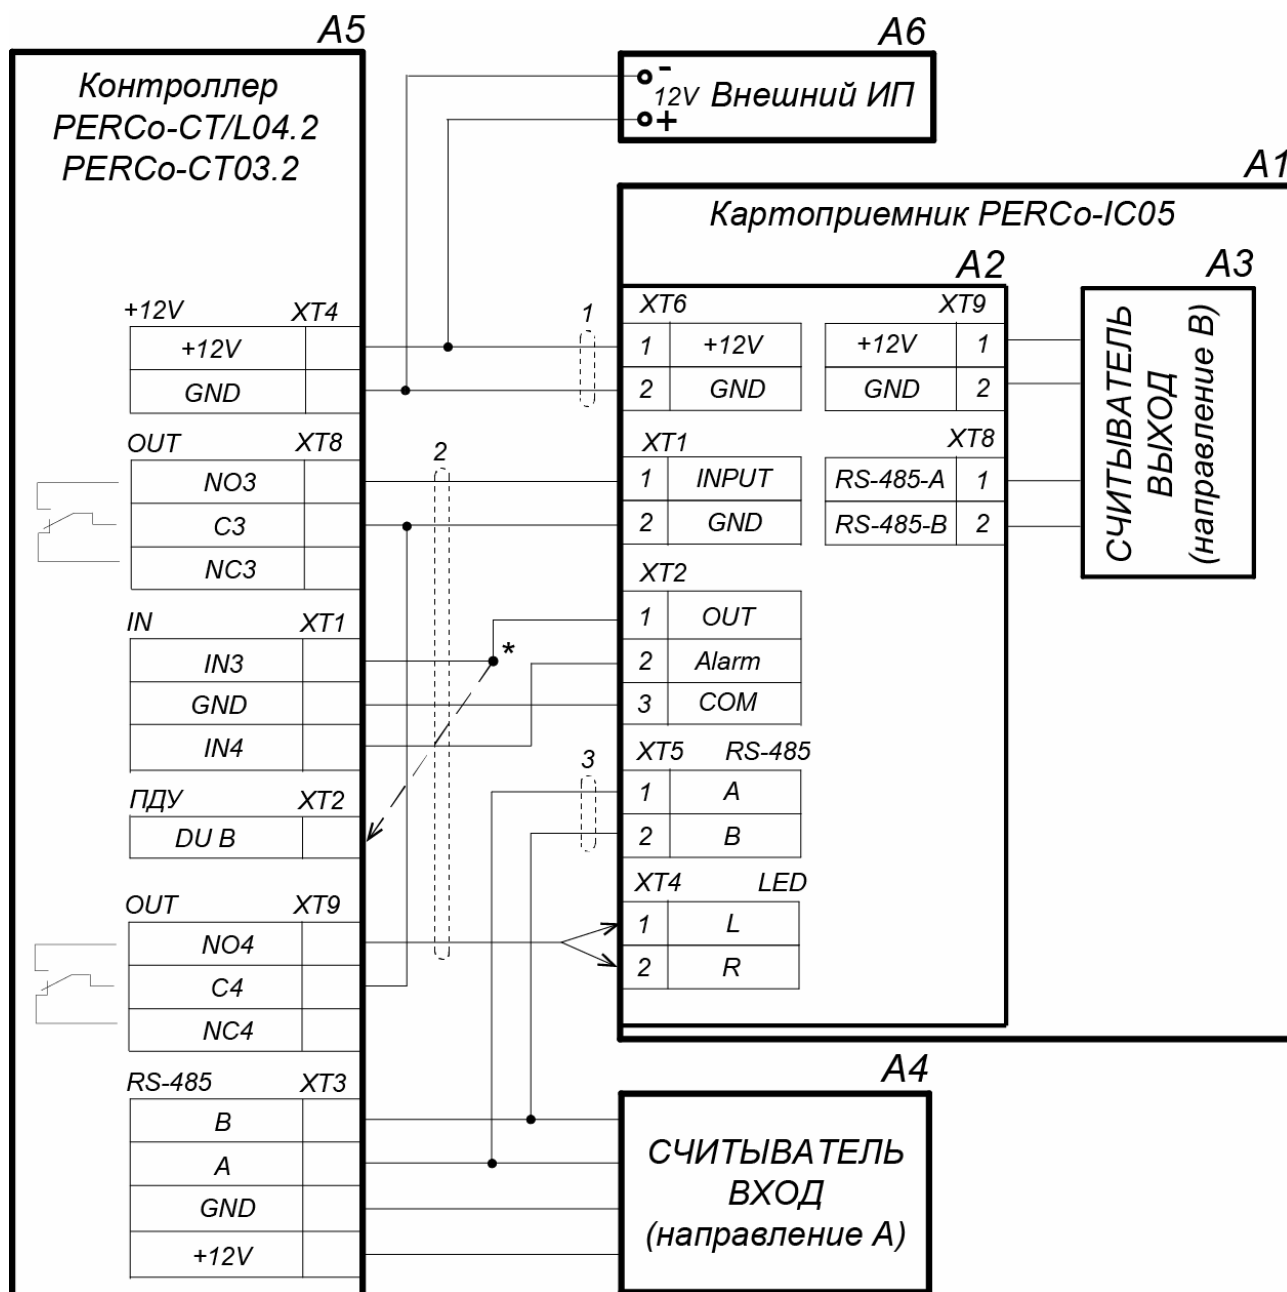 A5
Контроллер
PERCo-CT/L04.2
PERCo-CT03.2
+12V XT4
+12V
GND
OUT XT8
NO3
C3
NC3
IN XT1
IN3
GND
IN4
ПДУ XT2
DU B
OUT XT9
NO4
C4
NC4
RS-485 XT3
B
A
GND
+12V
1
2
*
3
A6
-
12V Внешний ИП
+
A1
Картоприемник PERCo-IC05
A2
XT6
1 +12V
2 GND
XT1
1 INPUT
2 GND
XT2
1 OUT
2 Alarm
3 COM
XT5 RS-485
1 A
2 B
XT4 LED
1 L
2 R
XT9
+12V 1
GND 2
XT8
RS-485-A 1
RS-485-B 2
A3
СЧИТЫВАТЕЛЬ
ВЫХОД
(направление B)
A4
СЧИТЫВАТЕЛЬ
ВХОД
(направление A)